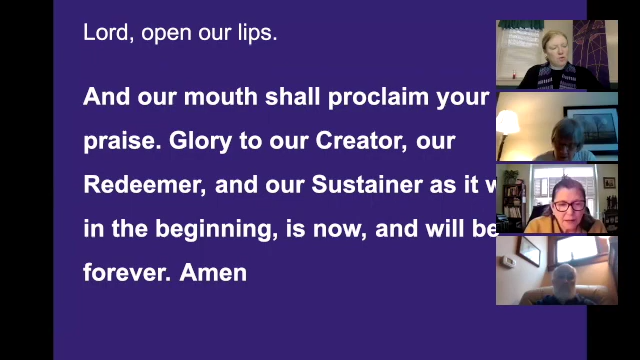 Lord, open our lips.
And our mouth shall proclaim your
praise. Glory to our Creator, our
Redeemer, and our Sustainer as it
in the beginning, is now, and will be
forever. Amen